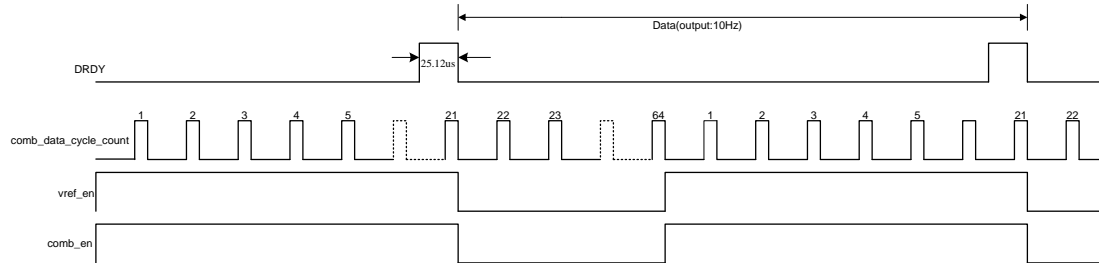 Data(output:10Hz)
DRDY
25.12us
1 2 3 4 5 21 22 23 64 1 2 3 4 5 21 22
comb_data_cycle_count
vref_en
comb_en